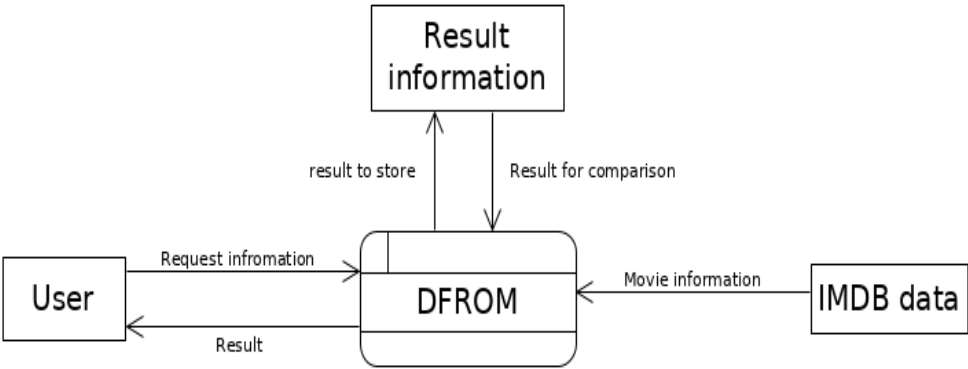 Result
information
result to store
Result for comparison
Request infromation
Movie information
User
DFROM
IMDB data
Result